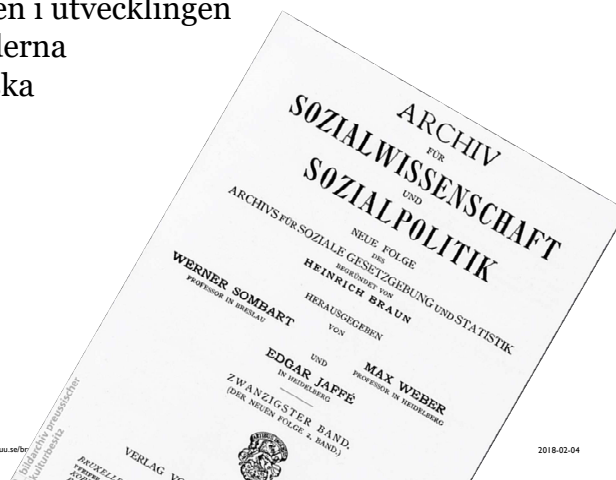 en i utvecklingen
lerna
ka
ARCHIV
FÜR
SOZIALWISSENSCHAFT
UND
SOZIALPOLITIK
NEUE FOLGE
DES
ARCHIVS FÜR SOZIALE GESETZGEBUNG UND STATISTIK
BEGRÜNDET VON
HEINRICH BRAUN
HERAUSGEGEBEN
VON
WERNER SOMBART
PROFESSOR IN BRESLAU
MAX WEBER
PROFESSOR IN HEIDELBERG
UND
EDGAR JAFFÉ
IN HEIDELBERG
ZWANZIGSTER BAND.
(DER NEUEN FOLGE 2. BAND.)
VERLAG
BRUXELLE
bildarchiv preussischer
kulturbesitz
uu.se/br
2018-02-04